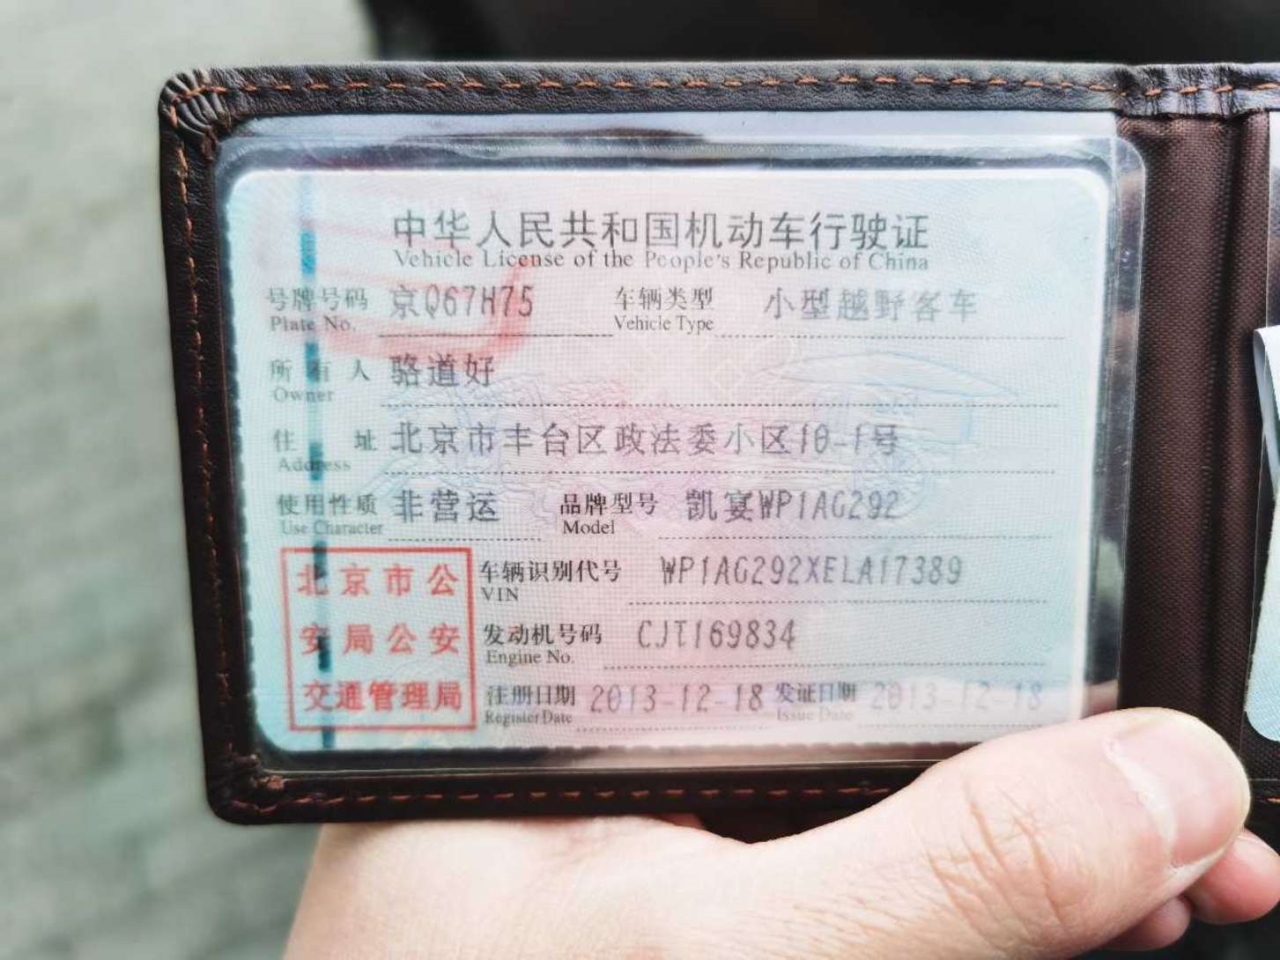 中华人民共和国机动车行驶证
Vehicle License of the People's Republic of China
号牌号码 京Q67H75 车辆类型 小型越野客车
Plate No. Vehicle Type
所有人 骆道好
Owner
住址 北京市丰台区政法委小区10-1号
Address
使用性质 非营运 品牌型号 凯宴WP1AG292
Use Character Model
车辆识别代号 WP1AG292XELA17389
VIN
发动机号码 CJT169834
Engine No.
注册日期 2013-12-18 发证日期 2013-12-18
Register Date Issue Date
北京市公
安局公安
交通管理局